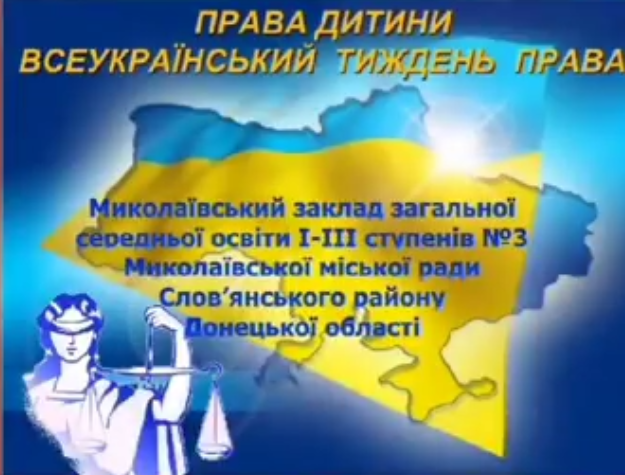 ПРАВА ДИТИНИ
ВСЕУКРАЇНСЬКИЙ ТИЖДЕНЬ ПРАВА
Миколаївський заклад загальної
середньої освіти І-ІІІ ступенів №3
Миколаївської міської ради
Слов'янського району
Донецької області